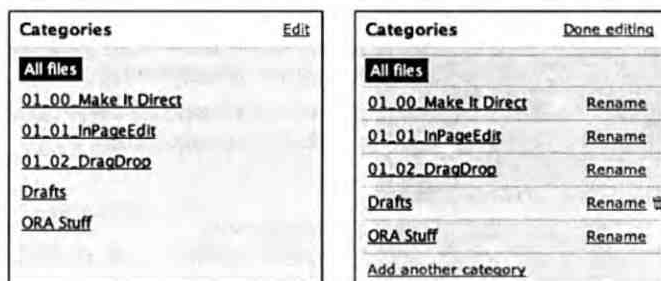 Categories Edit
All files
01_00_Make It Direct
01_01_InPageEdit
01_02_DragDrop
Drafts
ORA Stuff
Categories Done editing
All files
01_00_Make It Direct Rename
01_01_InPageEdit Rename
01_02_DragDrop Rename
Drafts Rename
ORA Stuff Rename
Add another category